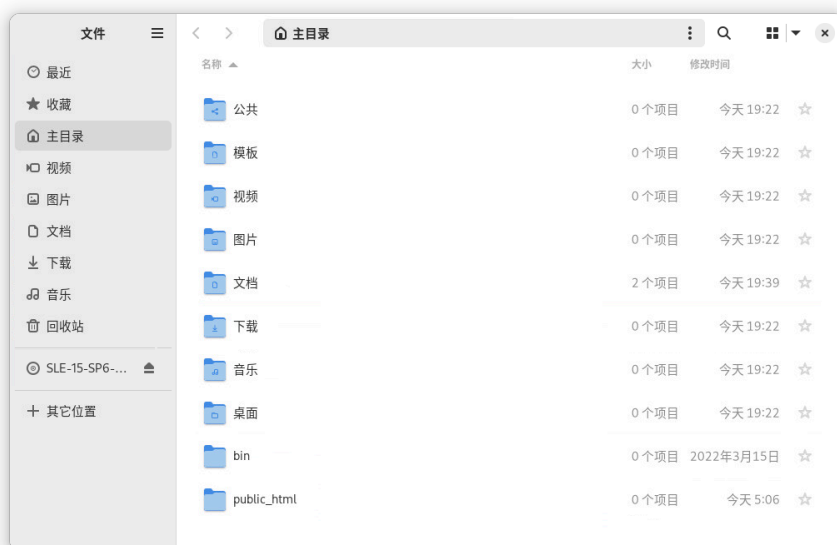 文件
主目录
名称 大小 修改时间
最近
收藏
主目录
视频
图片
文档
下载
音乐
回收站
SLE-15-SP6-...
其它位置
公共 0 个项目 今天 19:22
模板 0 个项目 今天 19:22
视频 0 个项目 今天 19:22
图片 0 个项目 今天 19:22
文档 2 个项目 今天 19:39
下载 0 个项目 今天 19:22
音乐 0 个项目 今天 19:22
桌面 0 个项目 今天 19:22
bin 0 个项目 2022年3月15日
public_html 0 个项目 今天 5:06